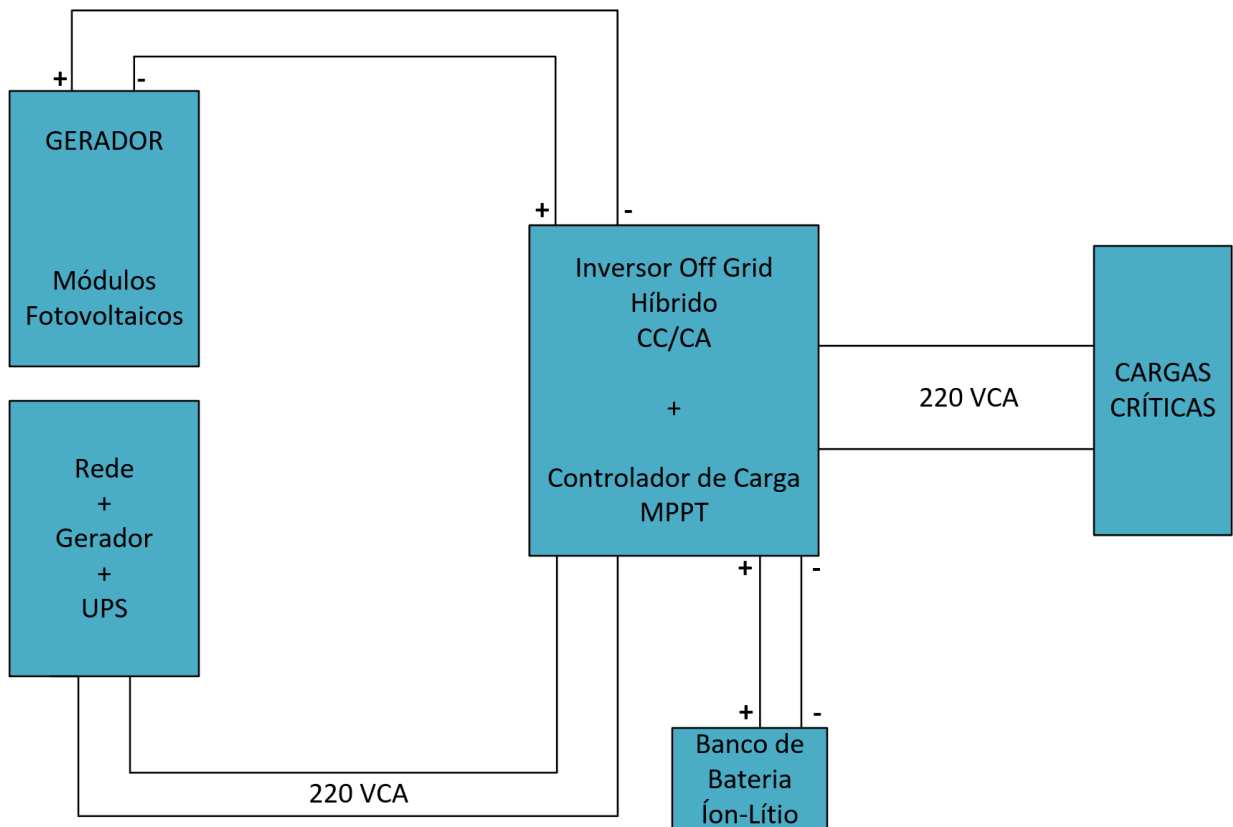 + -
GERADOR
Módulos
Fotovoltaicos
+ -
Inversor Off Grid
Híbrido
CC/CA
+
Controlador de Carga
MPPT
220 VCA
CARGAS
CRÍTICAS
Rede
+
Gerador
+
UPS
220 VCA
+ -
+ -
Banco de
Bateria
Íon-Lítio